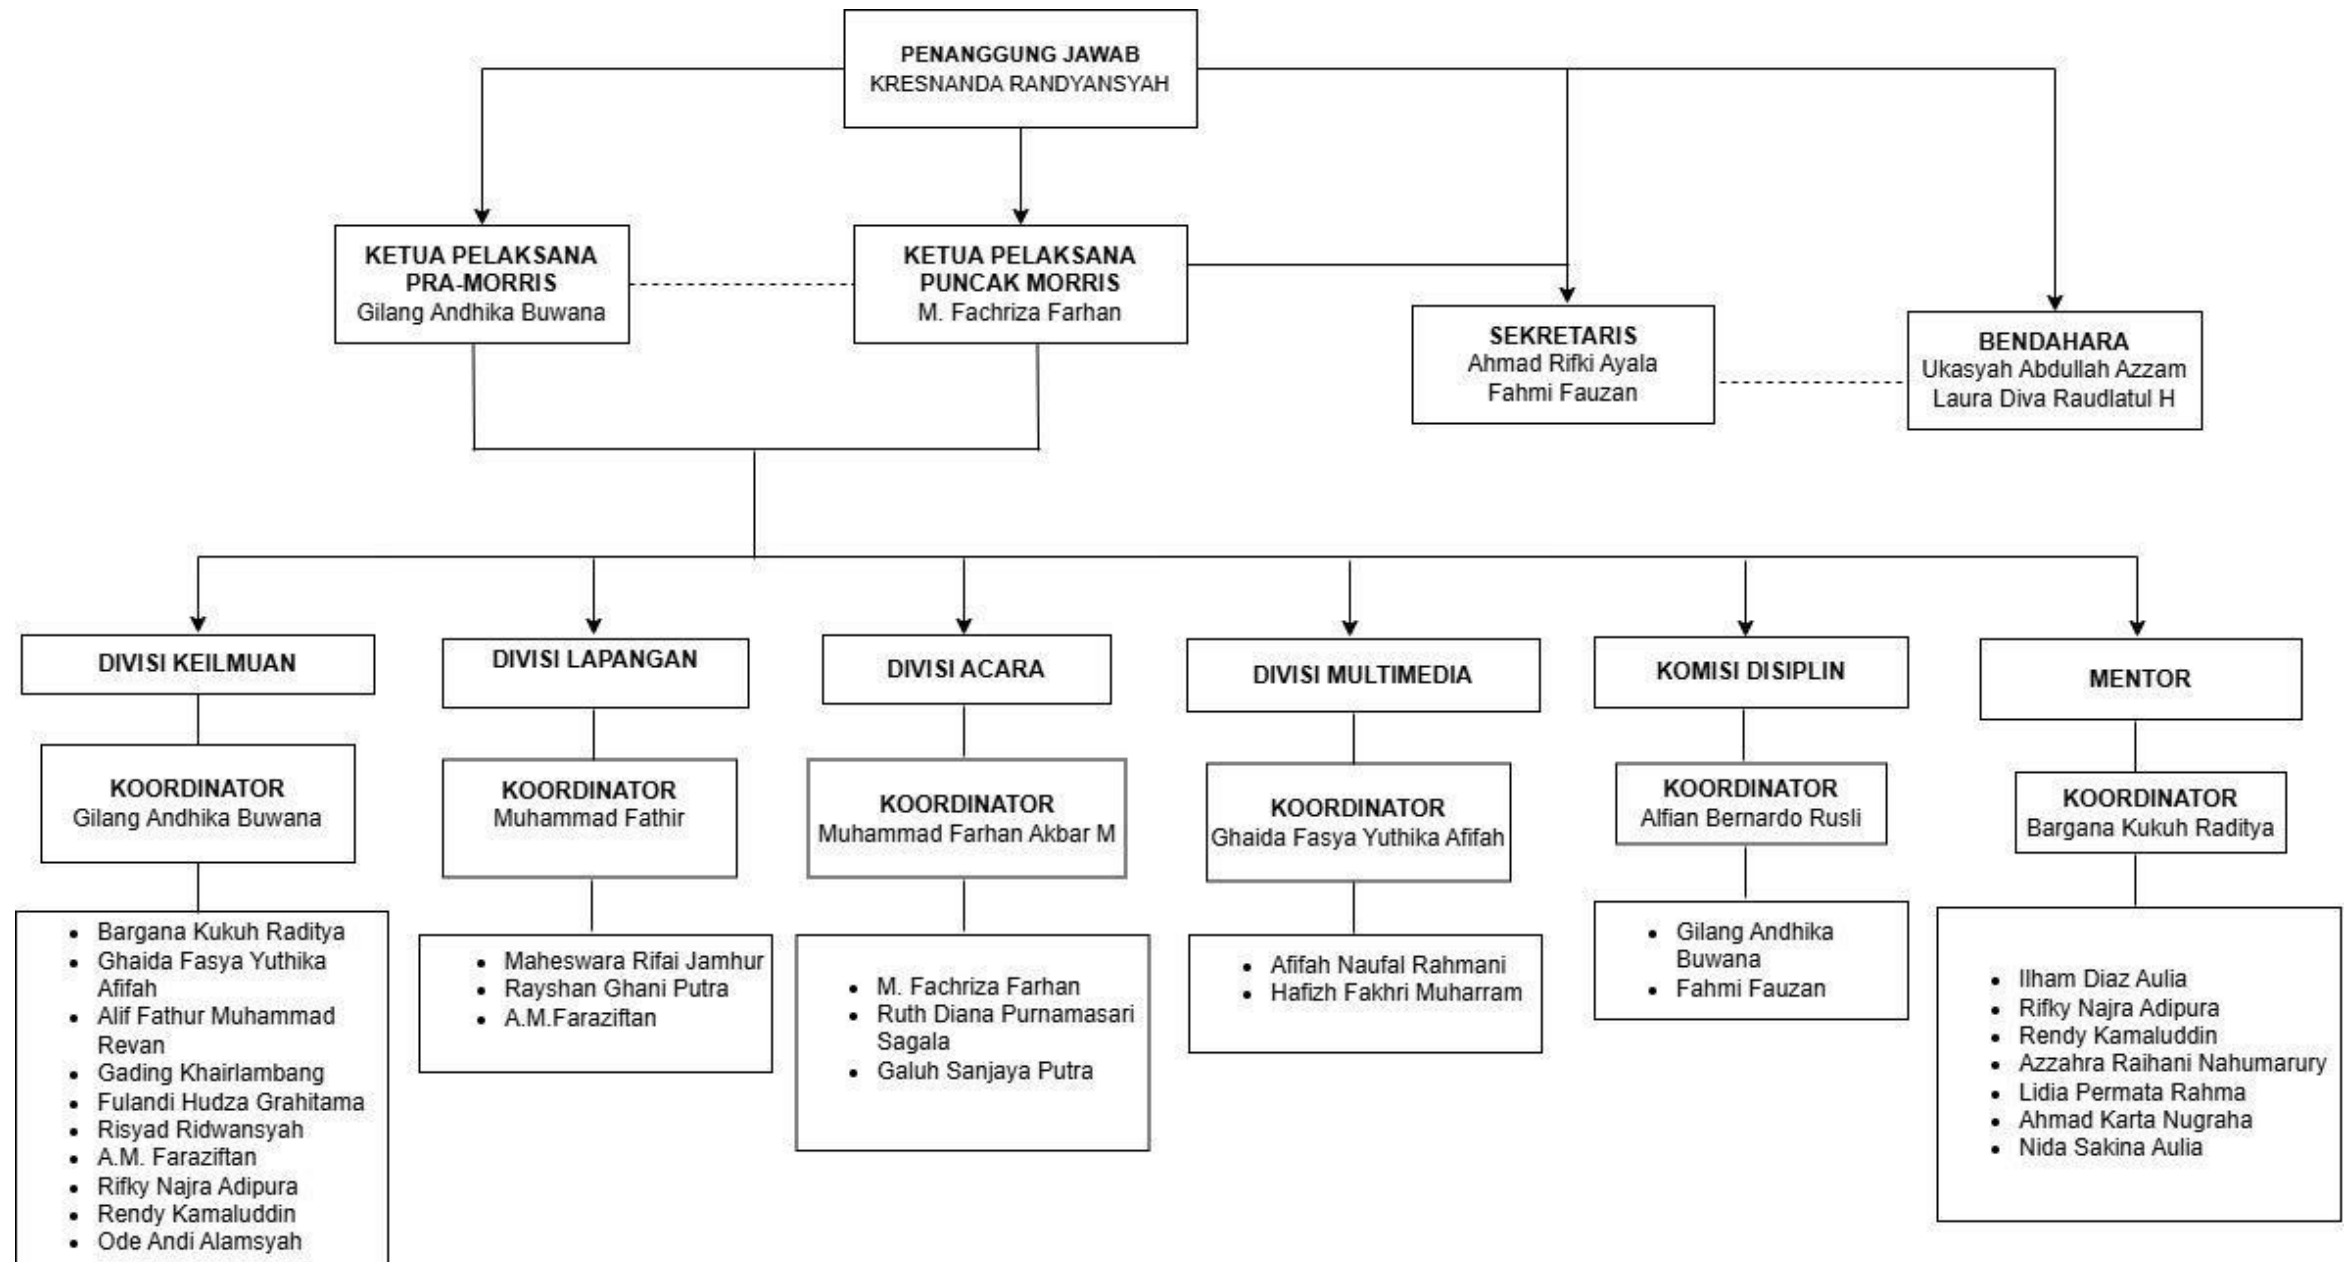 PENANGGUNG JAWAB
KRESNANDA RANDYANSYAH
KETUA PELAKSANA
PRA-MORRIS
Gilang Andhika Buwana
KETUA PELAKSANA
PUNCAK MORRIS
M. Fachriza Farhan
SEKRETARIS
Ahmad Rifki Ayala
Fahmi Fauzan
BENDAHARA
Ukasyah Abdullah Azzam
Laura Diva Raudlatul H
DIVISI KEILMUAN
KOORDINATOR
Gilang Andhika Buwana
• Bargana Kukuh Raditya
• Ghaida Fasya Yuthika
Afifah
• Alif Fathur Muhammad
Revan
• Gading Khairlambang
• Fulandi Hudza Grahitama
• Risyad Ridwansyah
• A.M. Faraziftan
• Rifky Najra Adipura
• Rendy Kamaluddin
• Ode Andi Alamsyah
DIVISI LAPANGAN
KOORDINATOR
Muhammad Fathir
• Maheswara Rifai Jamhur
• Rayshan Ghani Putra
• A.M.Faraziftan
DIVISI ACARA
KOORDINATOR
Muhammad Farhan Akbar M
• M. Fachriza Farhan
• Ruth Diana Purnamasari
Sagala
• Galuh Sanjaya Putra
DIVISI MULTIMEDIA
KOORDINATOR
Ghaida Fasya Yuthika Afifah
• Afifah Naufal Rahmani
• Hafizh Fakhri Muharram
KOMISI DISIPLIN
KOORDINATOR
Alfian Bernardo Rusli
• Gilang Andhika
Buwana
• Fahmi Fauzan
MENTOR
KOORDINATOR
Bargana Kukuh Raditya
• Ilham Diaz Aulia
• Rifky Najra Adipura
• Rendy Kamaluddin
• Azzahra Raihani Nahumarury
• Lidia Permata Rahma
• Ahmad Karta Nugraha
• Nida Sakina Aulia